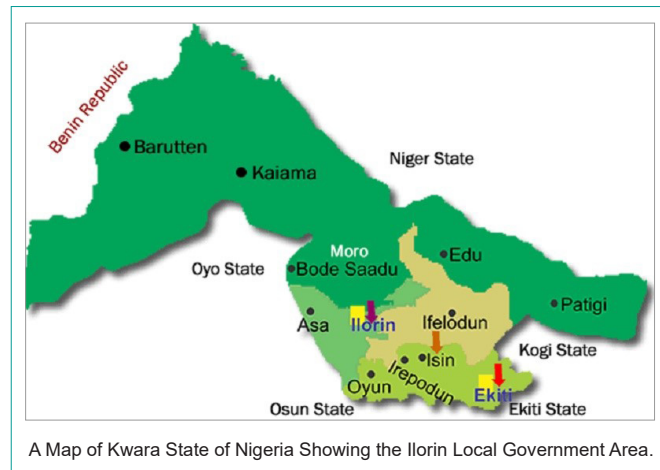 Benin Republic
Barutten
Kaiama
Niger State
Moro
Edu
Oyo State
Bode Saadu
Patigi
Asa
Ilorin
Ifelodun
Kogi State
Isin
Irepodun
Oyun
Ekiti
Osun State
Ekiti State
A Map of Kwara State of Nigeria Showing the Ilorin Local Government Area.